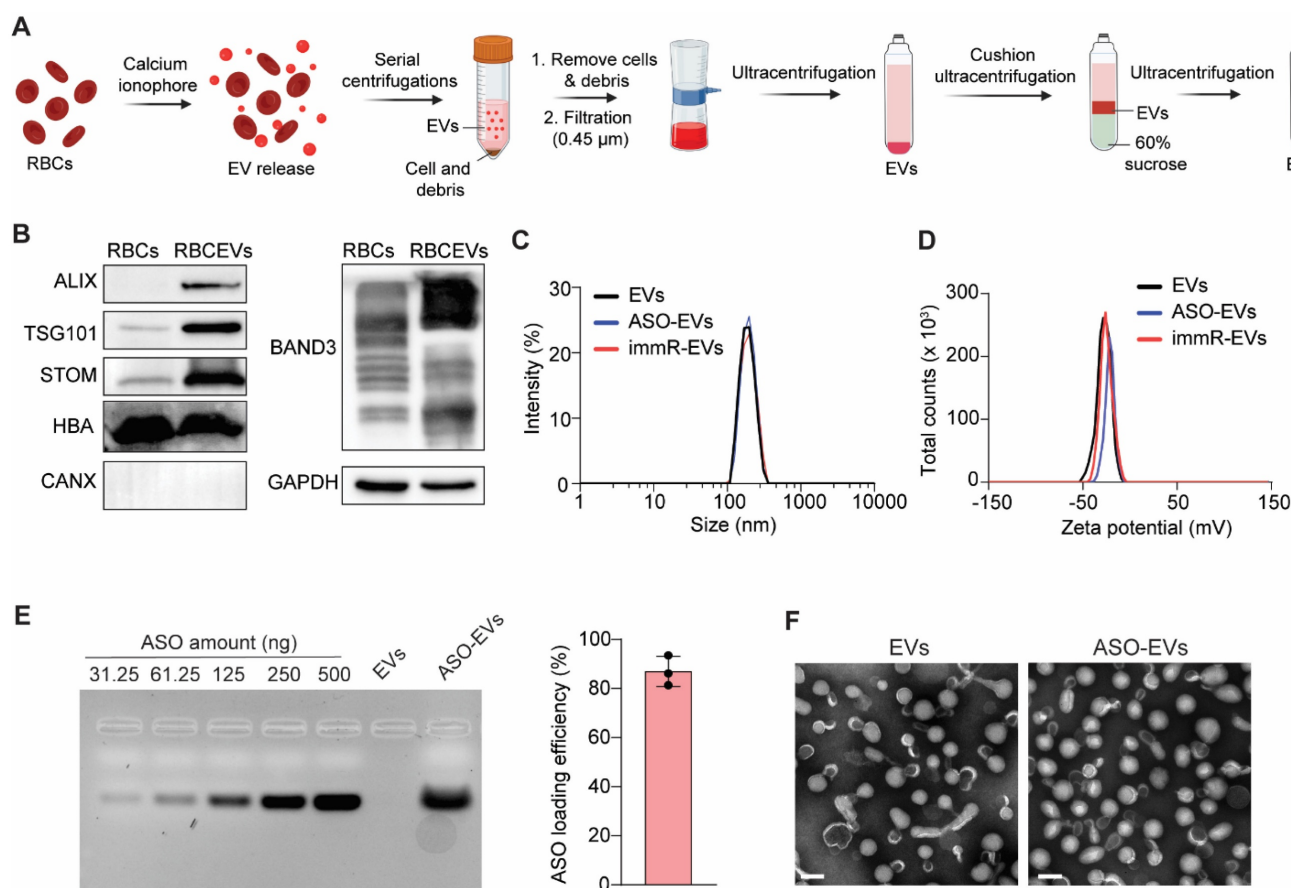 A
Calcium
ionophore
RBCs
EV release
Serial
centrifugations
EVs
Cell and
debris
1. Remove cells
& debris
2. Filtration
(0.45 µm)
Ultracentrifugation
EVs
Cushion
ultracentrifugation
EVs
60%
sucrose
Ultracentrifugation
B
RBCs RBCEVs
ALIX
TSG101
STOM
HBA
CANX
RBCs RBCEVs
BAND3
GAPDH
C
EVs
ASO-EVs
immR-EVs
Intensity (%)
30
20
10
0
1 10 100 1000 10000
Size (nm)
D
EVs
ASO-EVs
immR-EVs
Total counts (x 10³)
300
200
100
0
-150 -50 50 150
Zeta potential (mV)
E
ASO amount (ng)
31.25 61.25 125 250 500 EVs ASO-EVs
ASO loading efficiency (%)
100
80
60
40
20
0
F
EVs
ASO-EVs